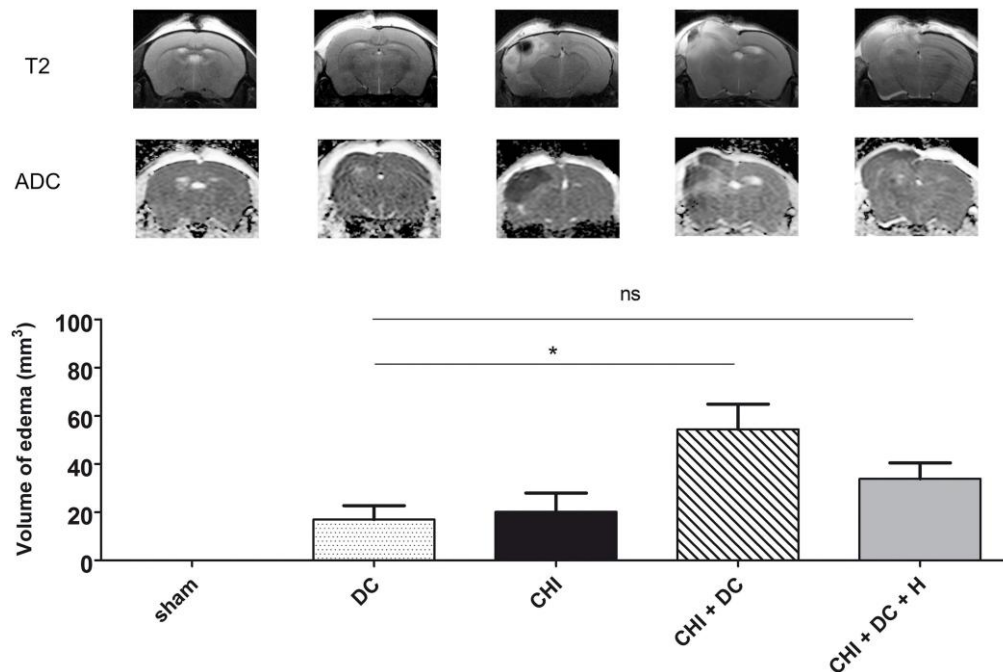 T2
ADC
ns
*
Volume of edema (mm³)
100
80
60
40
20
0
sham
DC
CHI
CHI + DC
CHI + DC + H